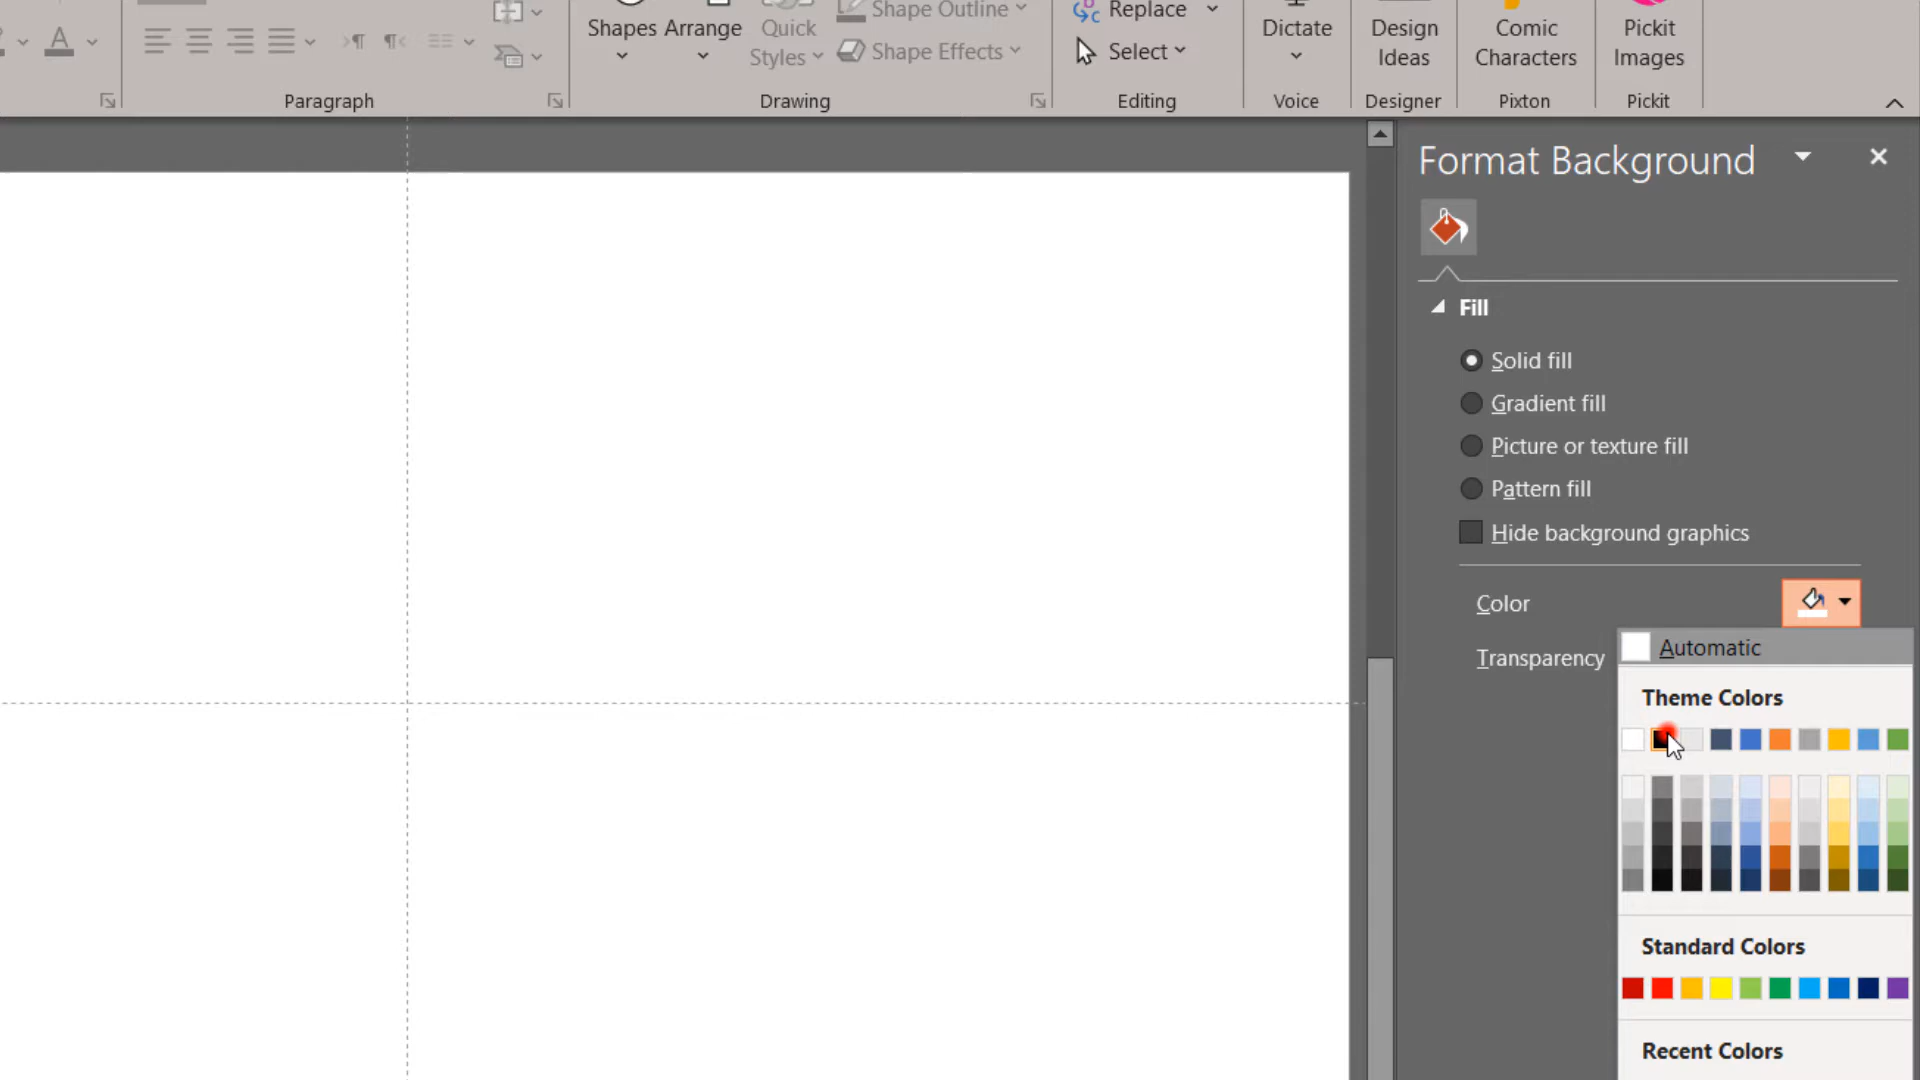 Shape Outline
Replace
Shapes Arrange Quick Styles
Shape Effects
Select
Dictate
Design Ideas
Comic Characters
Pickit Images
Paragraph
Drawing
Editing
Voice
Designer
Pixton
Pickit
Format Background
Fill
Solid fill
Gradient fill
Picture or texture fill
Pattern fill
Hide background graphics
Color
Transparency
Automatic
Theme Colors
Standard Colors
Recent Colors